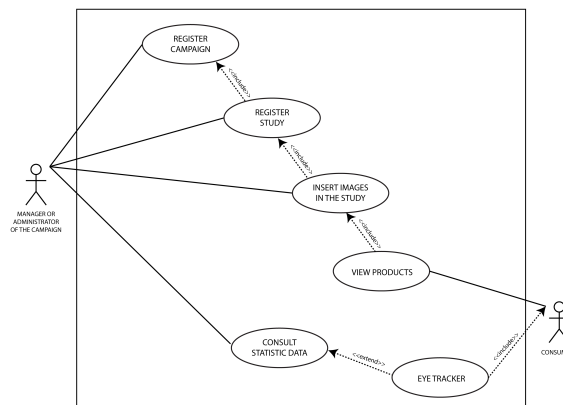 REGISTER
CAMPAIGN
<<include>>
REGISTER
STUDY
<<include>>
INSERT IMAGES
IN THE STUDY
MANAGER OR
ADMINISTRATOR
OF THE CAMPAIGN
<<include>>
VIEW PRODUCTS
CONSULT
STATISTIC DATA
<<extend>>
<<include>>
EYE TRACKER
CONSUM